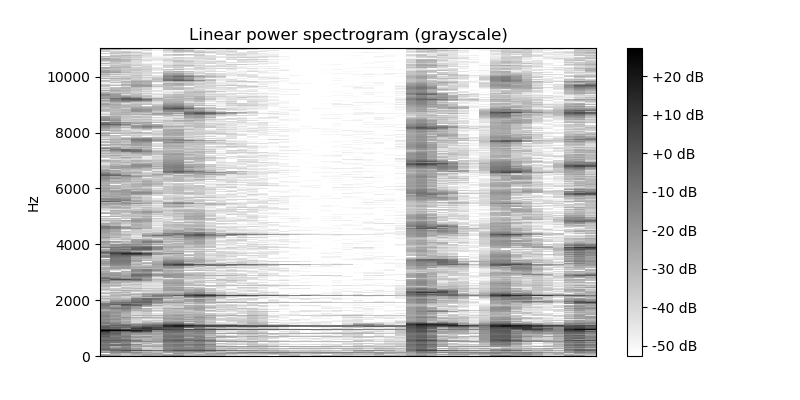 Linear power spectrogram (grayscale)
10000
8000
6000
4000
2000
0
Hz
+20 dB
+10 dB
+0 dB
-10 dB
-20 dB
-30 dB
-40 dB
-50 dB